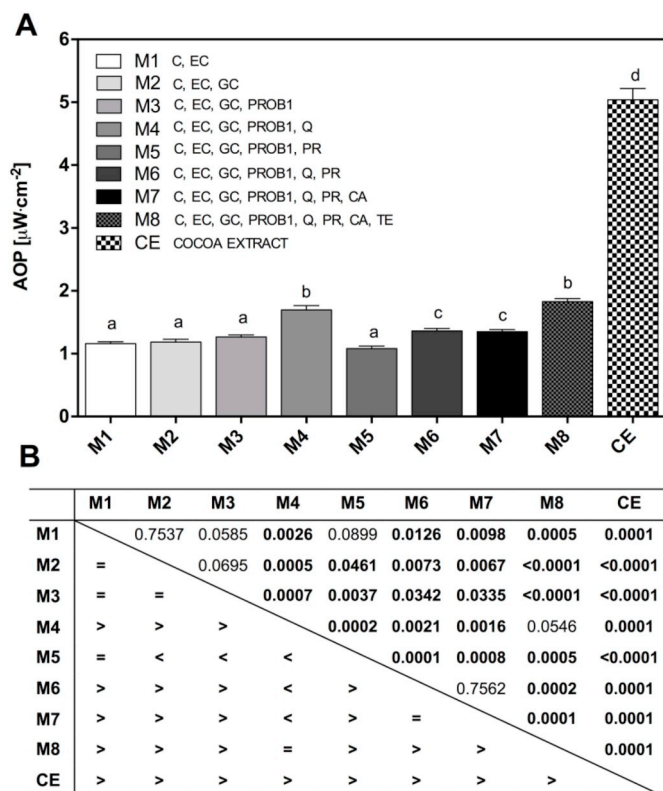 A
AOP [µW·cm-2]
6
5
4
3
2
1
0
M1 C, EC
M2 C, EC, GC
M3 C, EC, GC, PROB1
M4 C, EC, GC, PROB1, Q
M5 C, EC, GC, PROB1, PR
M6 C, EC, GC, PROB1, Q, PR
M7 C, EC, GC, PROB1, Q, PR, CA
M8 C, EC, GC, PROB1, Q, PR, CA, TE
CE COCOA EXTRACT
a a a b a c c b d
M1 M2 M3 M4 M5 M6 M7 M8 CE
B
M1 M2 M3 M4 M5 M6 M7 M8 CE
M1 0.7537 0.0585 0.0026 0.0899 0.0126 0.0098 0.0005 0.0001
M2 = 0.0695 0.0005 0.0461 0.0073 0.0067 <0.0001 <0.0001
M3 = = 0.0007 0.0037 0.0342 0.0335 <0.0001 <0.0001
M4 > > > 0.0002 0.0021 0.0016 0.0546 0.0001
M5 = < < < 0.0001 0.0008 0.0005 <0.0001
M6 > > > < > 0.7562 0.0002 0.0001
M7 > > > < > = 0.0001 0.0001
M8 > > > = > > > 0.0001
CE > > > > > > > >